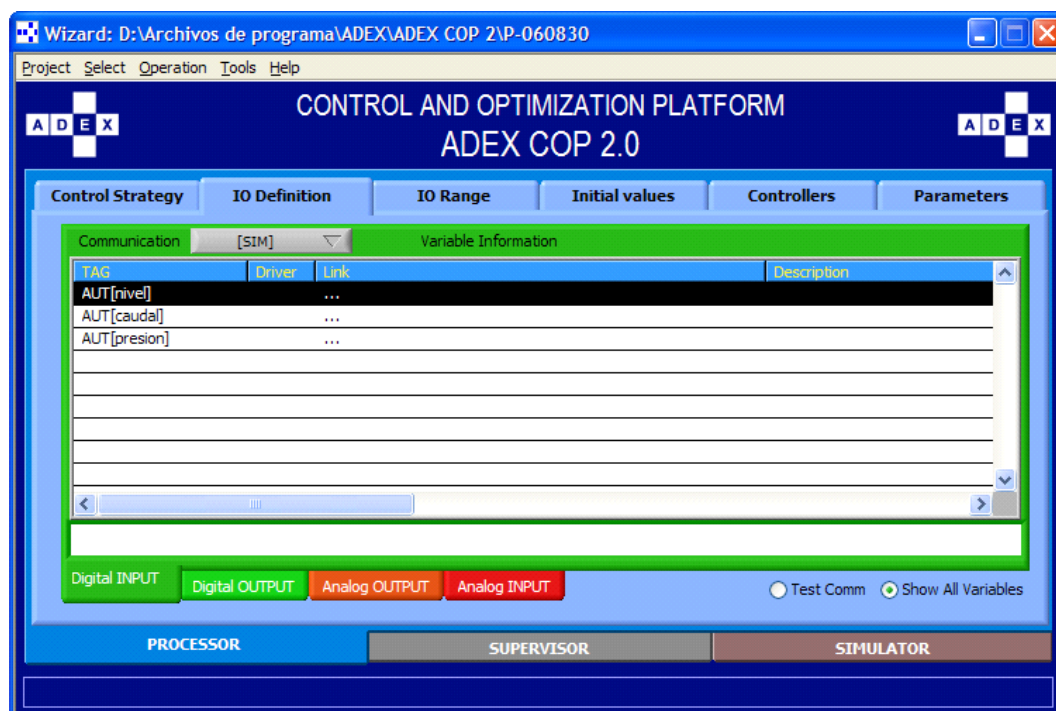 Wizard: D:\Archivos de programa\ADEX\ADEX COP 2\P-060830
Project Select Operation Tools Help
CONTROL AND OPTIMIZATION PLATFORM
ADEX ADEX
ADEX COP 2.0
Control Strategy IO Definition IO Range Initial values Controllers Parameters
Communication [SIM] Variable Information
TAG Driver Link Description
AUT[nivel] ...
AUT[caudal] ...
AUT[presion] ...
Digital INPUT Digital OUTPUT Analog OUTPUT Analog INPUT Test Comm Show All Variables
PROCESSOR SUPERVISOR SIMULATOR